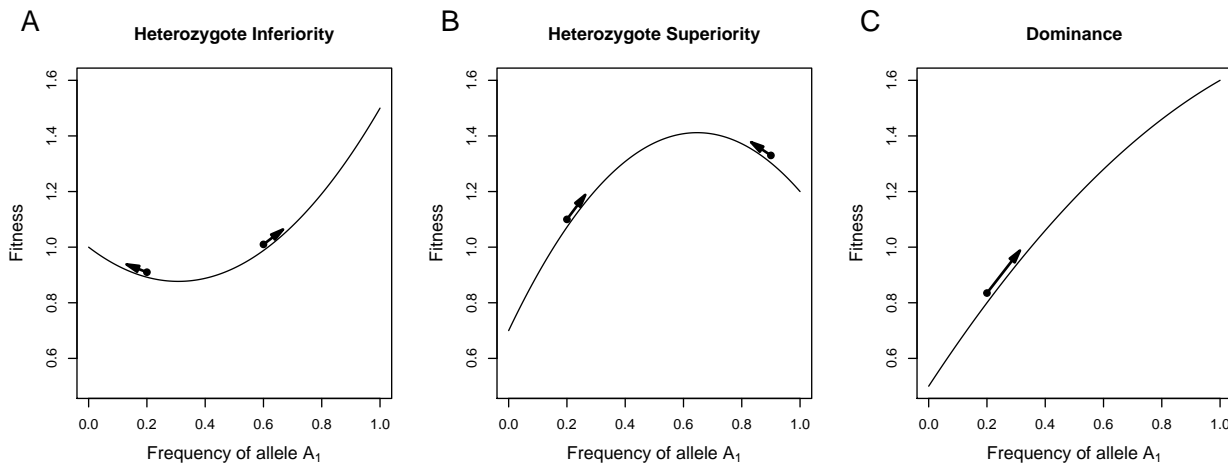 A
Heterozygote Inferiority
Fitness
1.6
1.4
1.2
1.0
0.8
0.6
0.0 0.2 0.4 0.6 0.8 1.0
Frequency of allele A₁
B
Heterozygote Superiority
Fitness
1.6
1.4
1.2
1.0
0.8
0.6
0.0 0.2 0.4 0.6 0.8 1.0
Frequency of allele A₁
C
Dominance
Fitness
1.6
1.4
1.2
1.0
0.8
0.6
0.0 0.2 0.4 0.6 0.8 1.0
Frequency of allele A₁